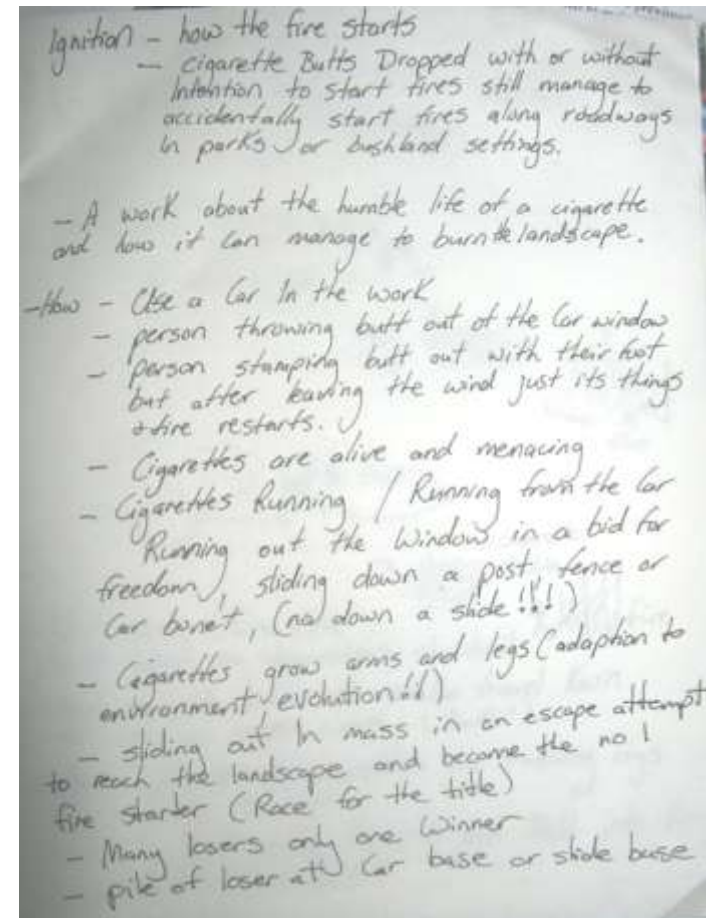 Ignition - how the fire starts
- cigarette Butts Dropped with or without
Intention to start fires still manage to
accidentally start fires along roadways
in parks or bushland settings.
- A work about the humble life of a cigarette
and how it can manage to burn the landscape.
-How - Use a Car In the work
- person throwing butt out of the Car window
- person stamping butt out with their foot
but after leaving the wind just its things
+ fire restarts.
- Cigarettes are alive and menacing
- Cigarettes Running / Running from the Car
Running out the Window in a bid for
freedom, sliding down a post, fence or
Car bonet, (no down a slide!!!)
- Cigarettes grow arms and legs (adaption to
environment evolution!!)
- sliding out In mass in an escape attempt
to reach the landscape and become the no 1
fire starter (Race for the title)
- Many losers only one Winner
- pile of loser at Car base or slide base